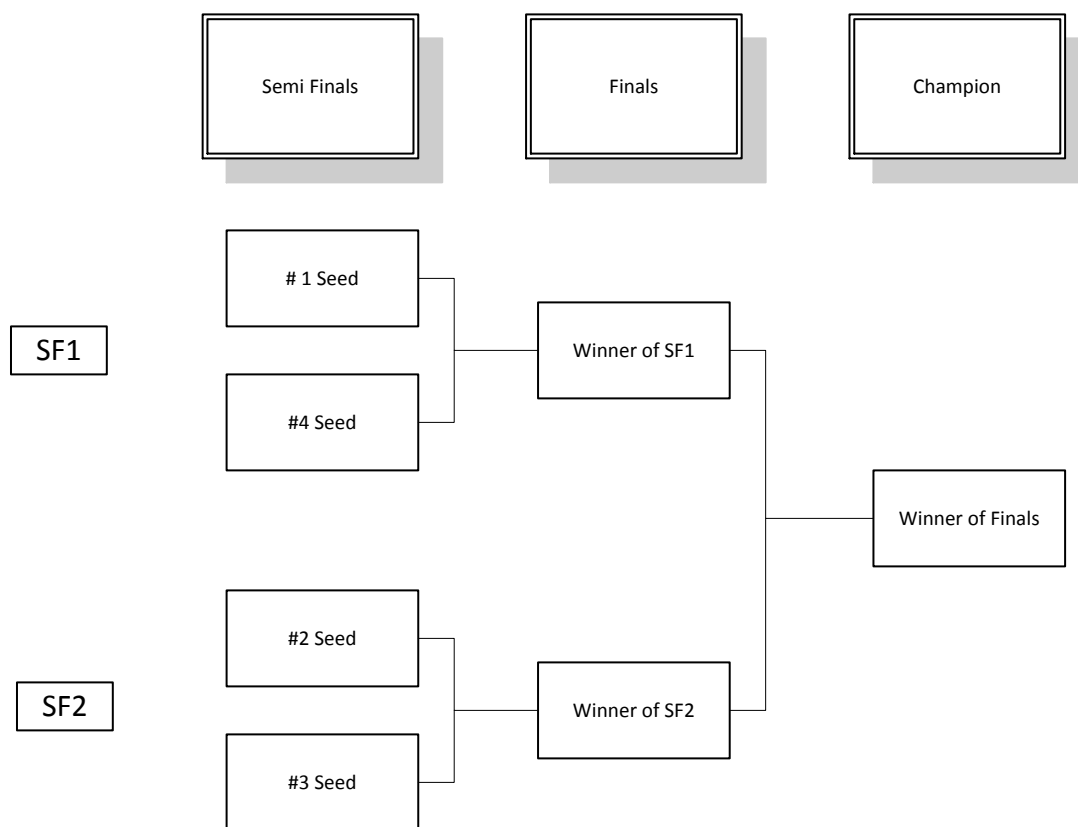 Semi Finals
Finals
Champion
# 1 Seed
SF1
#4 Seed
Winner of SF1
Winner of Finals
#2 Seed
SF2
#3 Seed
Winner of SF2